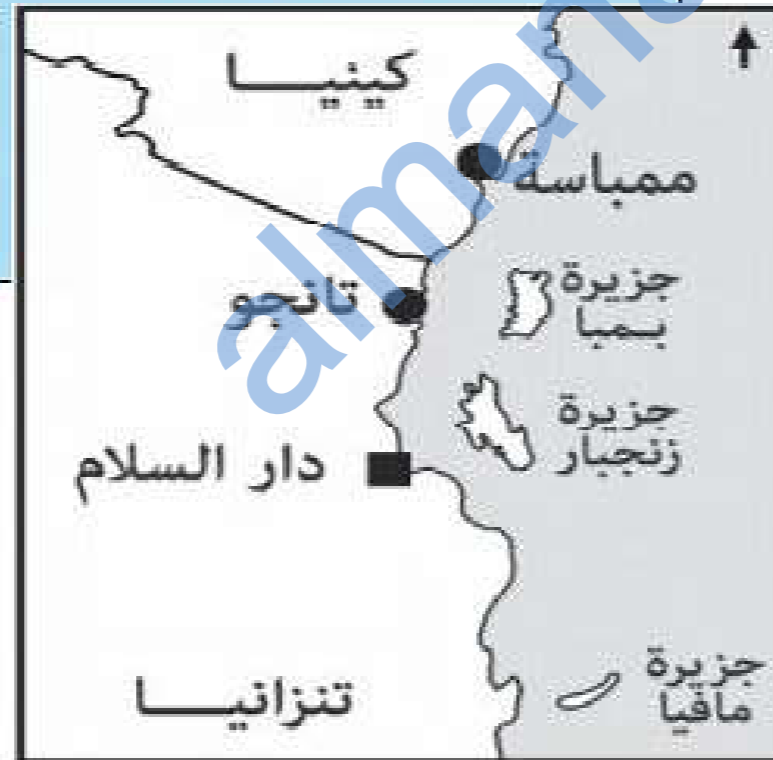 كينيا
ممباسة
جزيرة
بمبا
تانجو
جزيرة
زنجبار
دار السلام
جزيرة
مافيا
تنزانيا